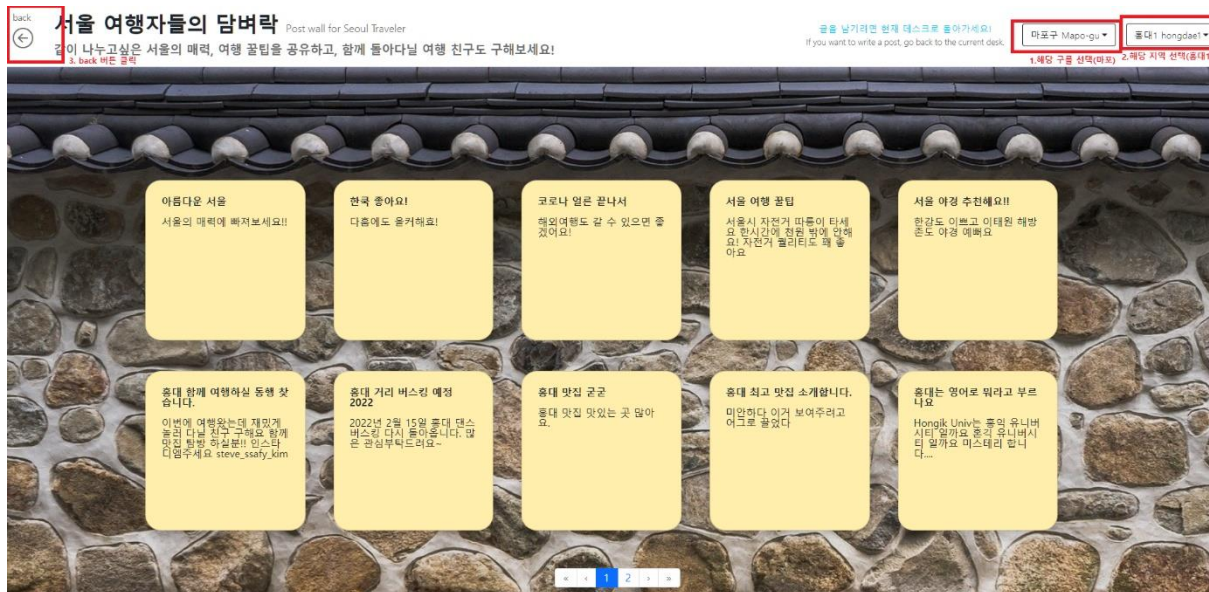 back
서울 여행자들의 담벼락 Post wall for Seoul Traveler
같이 나누고싶은 서울의 매력, 여행 꿀팁을 공유하고, 함께 돌아다닐 여행 친구도 구해보세요!
3. back 버튼 클릭
글을 남기려면 현재 데스크로 돌아가세요!
If you want to write a post, go back to the current desk.
마포구 Mapo-gu
홍대1 hongdae1
1.해당 구를 선택(마포)
2.해당 지역 선택(홍대1
아름다운 서울
서울의 매력에 빠져보세요!!
한국 좋아요!
다음에도 올커해효!
코로나 얼른 끝나서
해외여행도 갈 수 있으면 좋
겠어요!
서울 여행 꿀팁
서울시 자전거 따릉이 타세
요 한시간에 천원 밖에 안해
요! 자전거 퀄리티도 꽤 좋
아요
서울 야경 추천해요!!
한강도 이쁘고 이태원 해방
촌도 야경 예뻐요
홍대 함께 여행하실 동행 찾
습니다.
이번에 여행왔는데 재밌게
놀러 다닐 친구 구해요 함께
맛집 탐방 하실분!! 인스타
디엠주세요 steve_ssafy_kim
홍대 거리 버스킹 예정
2022
2022년 2월 15일 홍대 댄스
버스킹 다시 돌아옵니다. 많
은 관심부탁드려요~
홍대 맛집 굳굳
홍대 맛집 맛있는 곳 많아
요.
홍대 최고 맛집 소개합니다.
미안하다 이거 보여주려고
어그로 끌었다
홍대는 영어로 뭐라고 부르
나요
Hongik Univ는 홍익 유니버
시티 일까요 혼긱 유니버시
티 일까요 미스테리 합니
다....
« ‹ 1 2 › »